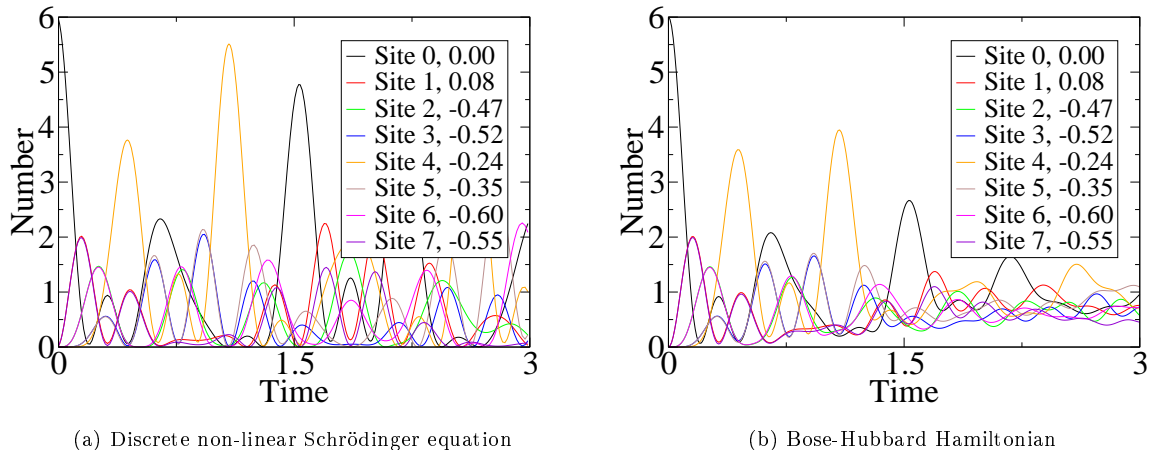 6
5
4
3
2
1
0
Number
0
1.5
3
Time
Site 0, 0.00
Site 1, 0.08
Site 2, -0.47
Site 3, -0.52
Site 4, -0.24
Site 5, -0.35
Site 6, -0.60
Site 7, -0.55
(a) Discrete non-linear Schrödinger equation
6
5
4
3
2
1
0
Number
0
1.5
3
Time
Site 0, 0.00
Site 1, 0.08
Site 2, -0.47
Site 3, -0.52
Site 4, -0.24
Site 5, -0.35
Site 6, -0.60
Site 7, -0.55
(b) Bose-Hubbard Hamiltonian